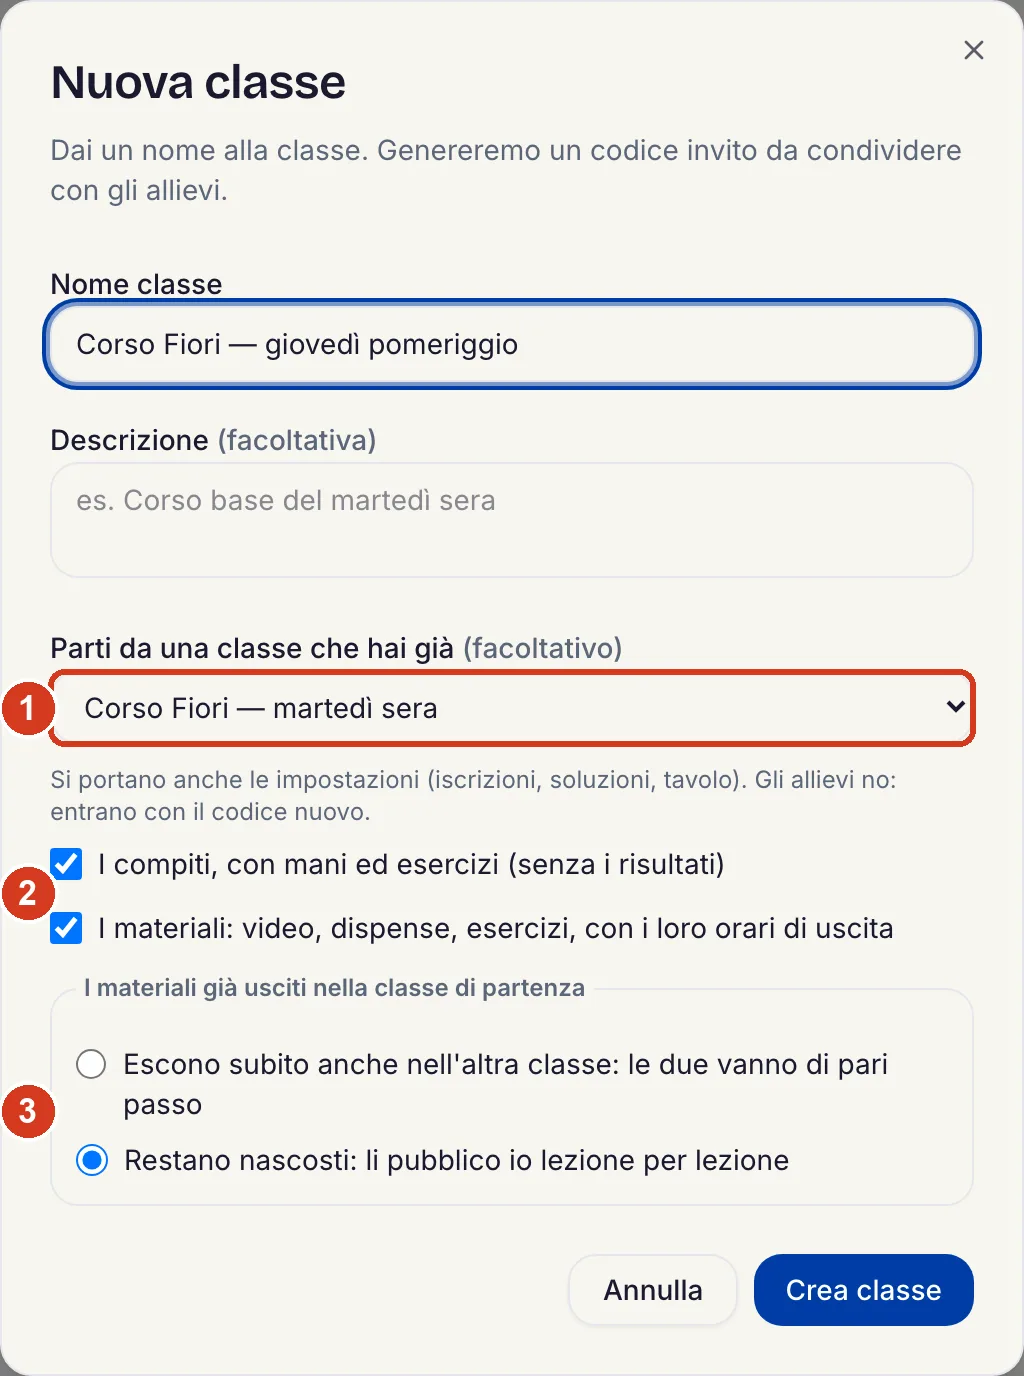 Nuova classe
Dai un nome alla classe. Genereremo un codice invito da condividere
con gli allievi.
Nome classe
Corso Fiori — giovedì pomeriggio
Descrizione (facoltativa)
es. Corso base del martedì sera
Parti da una classe che hai già (facoltativo)
1
Corso Fiori — martedì sera
Si portano anche le impostazioni (iscrizioni, soluzioni, tavolo). Gli allievi no:
entrano con il codice nuovo.
I compiti, con mani ed esercizi (senza i risultati)
2
I materiali: video, dispense, esercizi, con i loro orari di uscita
I materiali già usciti nella classe di partenza
Escono subito anche nell'altra classe: le due vanno di pari
passo
3
Restano nascosti: li pubblico io lezione per lezione
Annulla
Crea classe